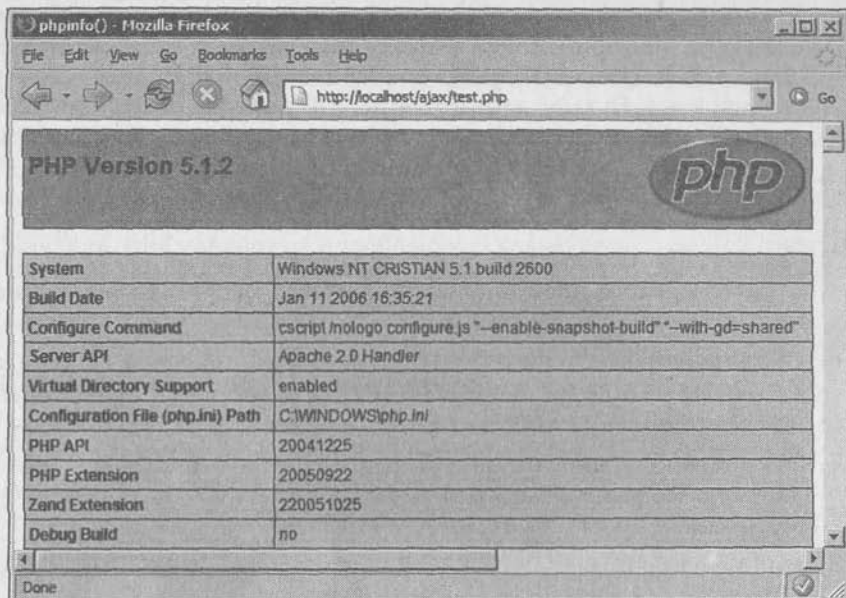 phpinfo() - Mozilla Firefox
File Edit View Go Bookmarks Tools Help
http://localhost/ajax/test.php
Go
PHP Version 5.1.2
php
System Windows NT CRISTIAN 5.1 build 2600
Build Date Jan 11 2006 16:35:21
Configure Command cscript /nologo configure.js "--enable-snapshot-build" "--with-gd=shared"
Server API Apache 2.0 Handler
Virtual Directory Support enabled
Configuration File (php.ini) Path C:\WINDOWS\php.ini
PHP API 20041225
PHP Extension 20050922
Zend Extension 220051025
Debug Build no
Done